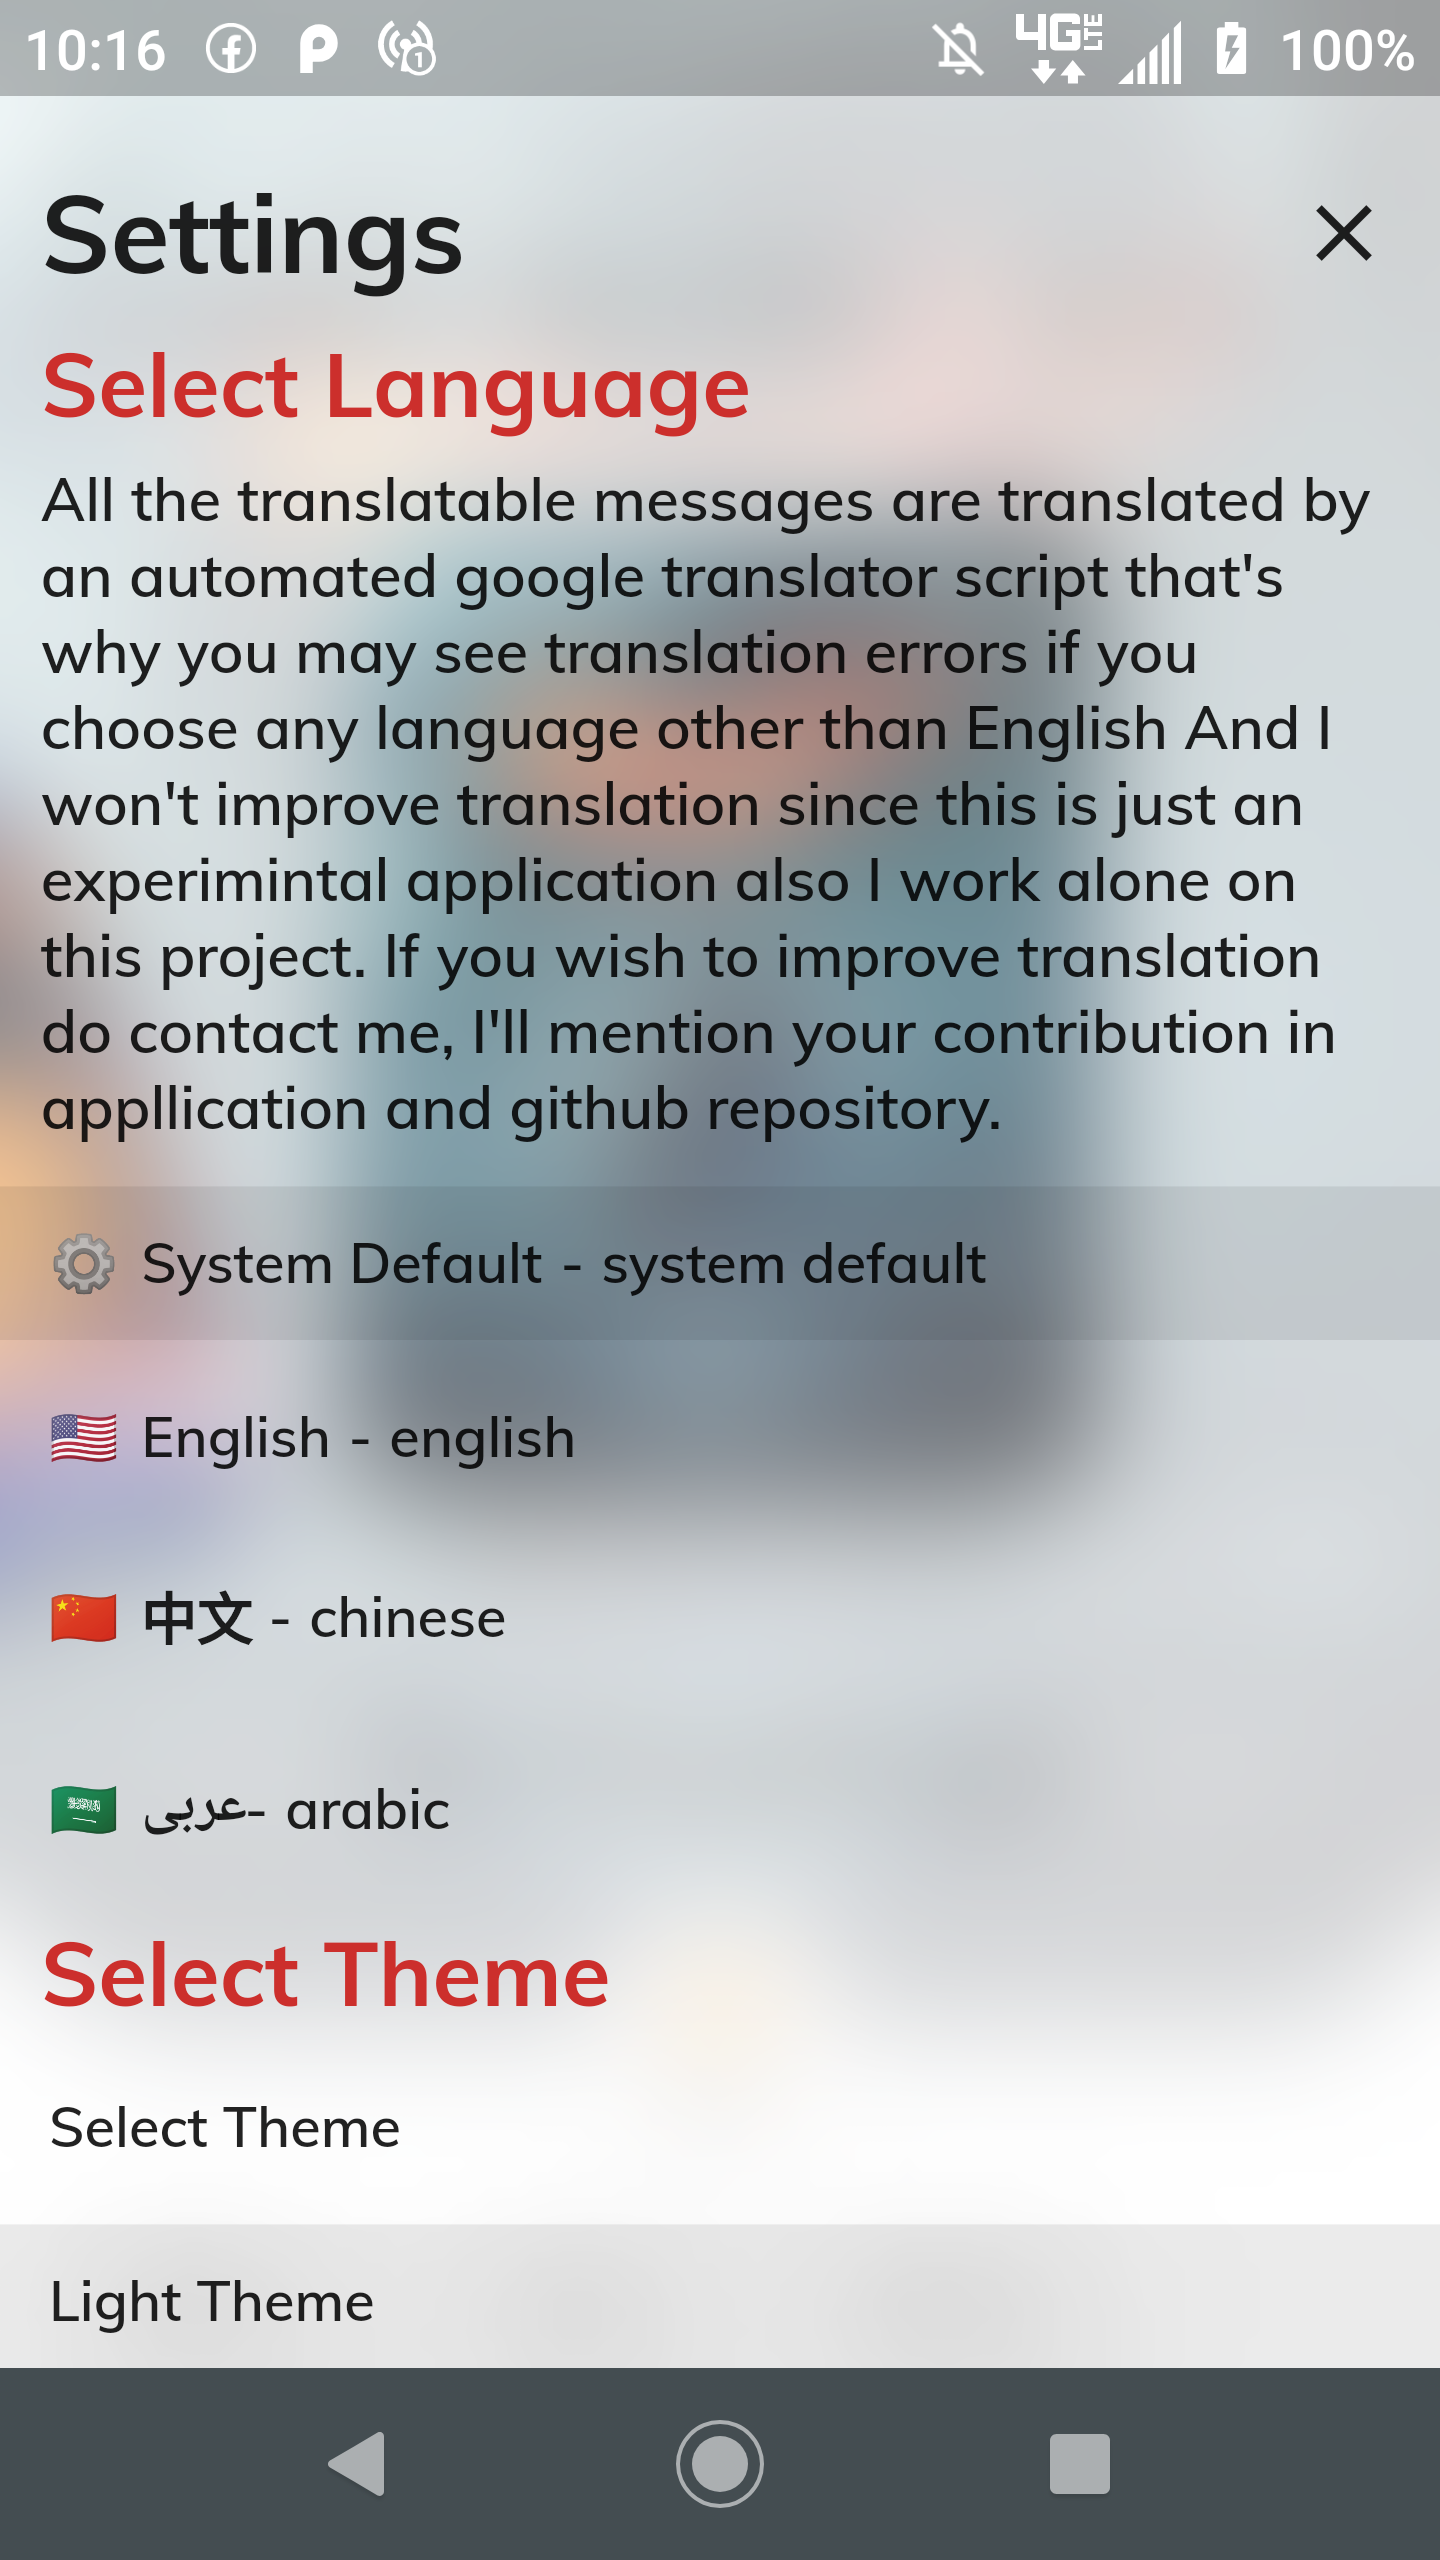 10:16
1
4G LTE
100%
Settings
Select Language
All the translatable messages are translated by
an automated google translator script that's
why you may see translation errors if you
choose any language other than English And I
won't improve translation since this is just an
experimintal application also I work alone on
this project. If you wish to improve translation
do contact me, I'll mention your contribution in
appllication and github repository.
System Default - system default
English - english
中文 - chinese
عربى- arabic
Select Theme
Select Theme
Light Theme